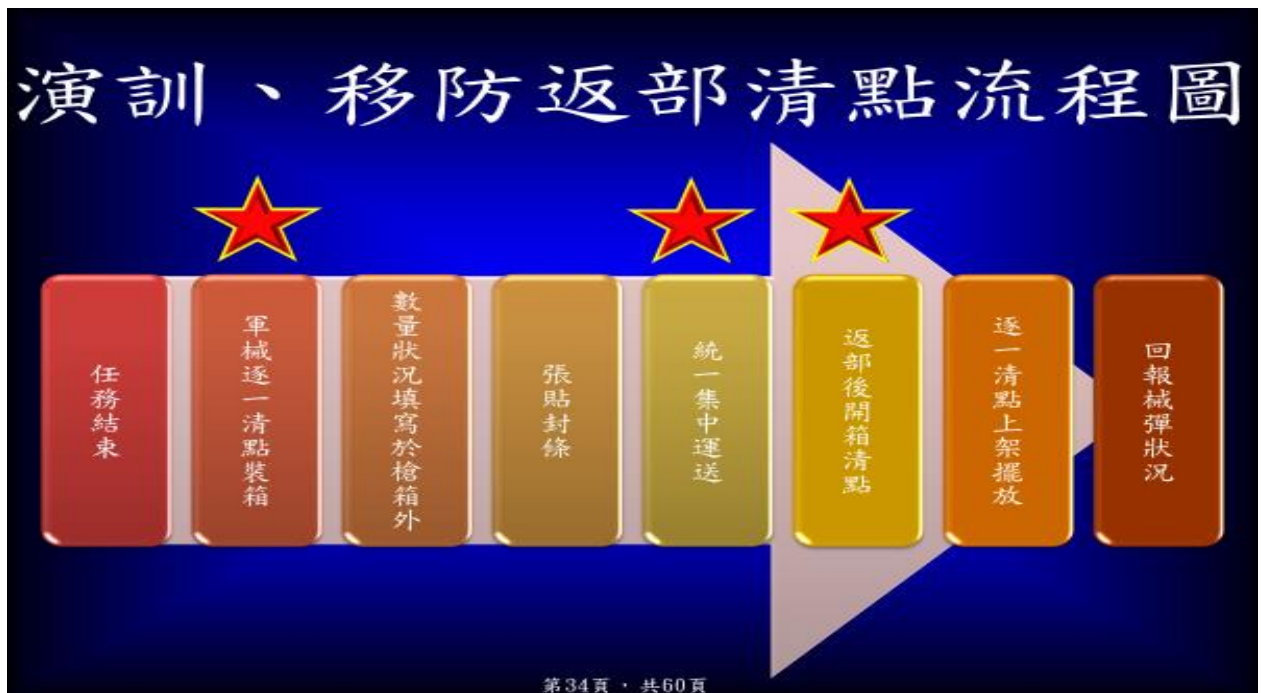 演訓、移防返部清點流程圖
任務結束
軍械逐一清點裝箱
數量狀況填寫於槍箱外
張貼封條
統一集中運送
返部後開箱清點
逐一清點上架擺放
回報械彈狀況
第34頁，共60頁